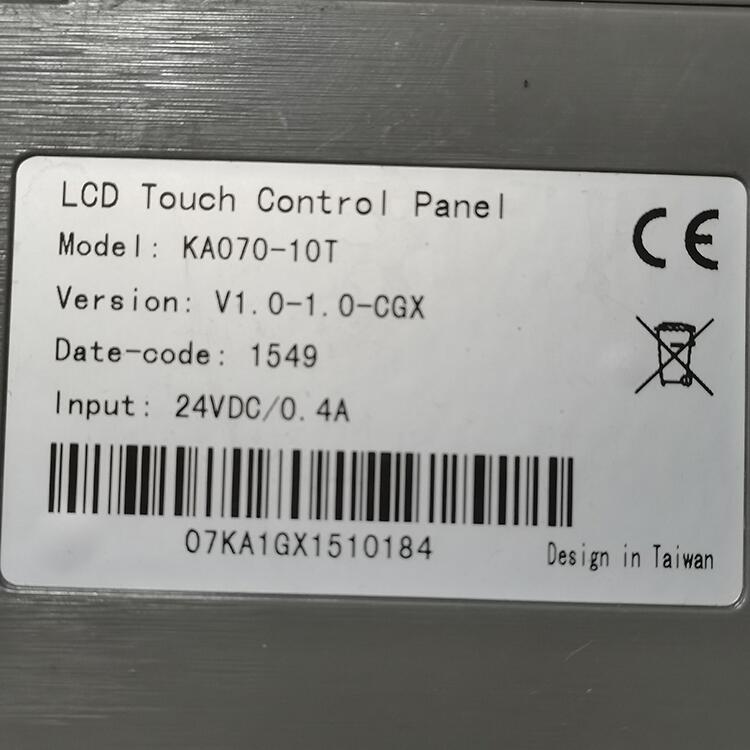 LCD Touch Control Panel
Model: KA070-10T
Version: V1.0-1.0-CGX
Date-code: 1549
Input: 24VDC/0.4A
CE
07KA1GX1510184
Design in Taiwan